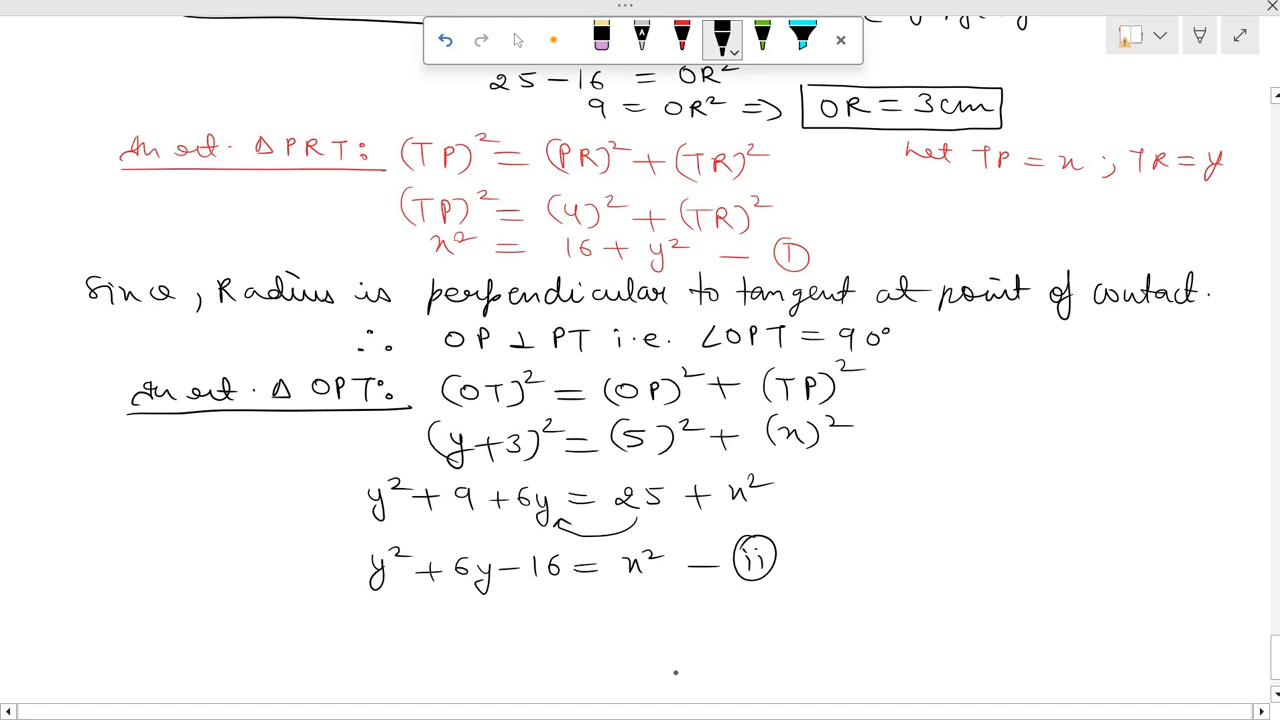 25 - 16 = OR²
9 = OR² => OR = 3cm
In rt. Δ PRT: (TP)² = (PR)² + (TR)² Let TP = x ; TR = y
(TP)² = (4)² + (TR)²
x² = 16 + y² — ①
Since, Radius is perpendicular to tangent at point of contact.
∴ OP ⊥ PT i.e. ∠OPT = 90°
In rt. Δ OPT: (OT)² = (OP)² + (TP)²
(y+3)² = (5)² + (x)²
y² + 9 + 6y = 25 + x²
y² + 6y - 16 = x² — ⓘⓘ